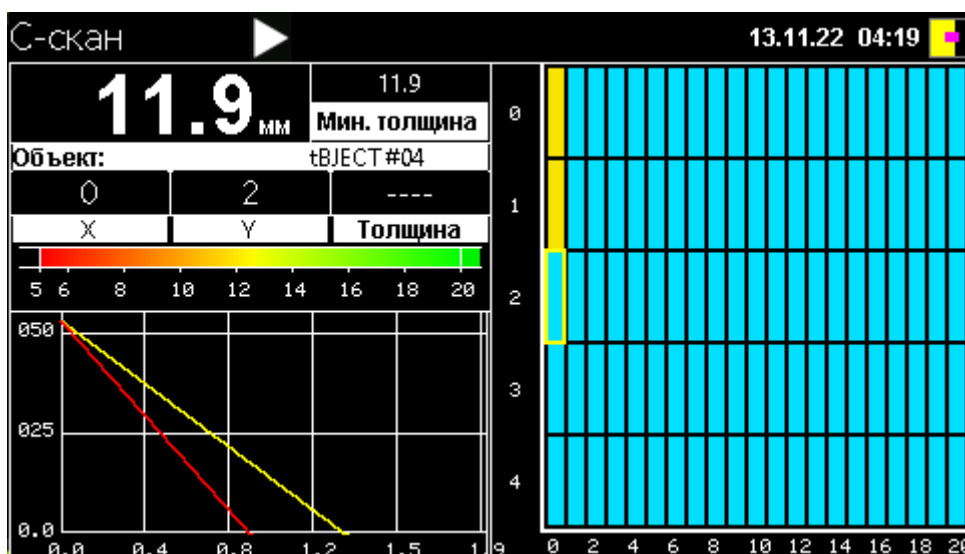 С-скан
13.11.22 04:19
11.9 мм
11.9
Мин. толщина
Объект: tBJECT#04
0 2 ----
X Y Толщина
5 6 8 10 12 14 16 18 20
050
025
0.0
0.0 0.4 0.8 1.2 1.5 1.9
0
1
2
3
4
0 2 4 6 8 10 12 14 16 18 20